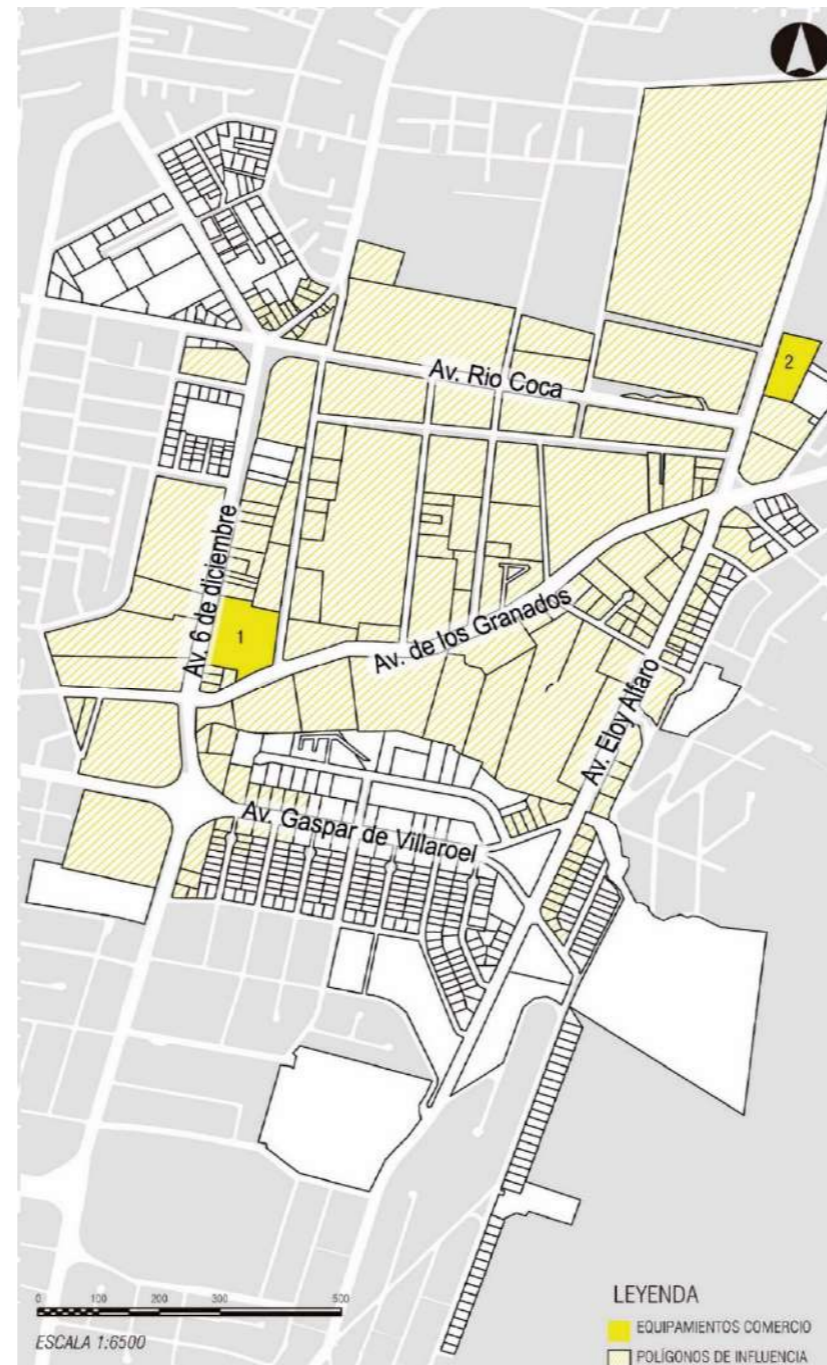 2
Av. Rio Coca
Av. 6 de diciembre
1
Av. de los Granados
Av. Eloy Alfaro
Av. Gaspar de Villaroel
0 100 200 300 500
ESCALA 1:6500
LEYENDA
EQUIPAMIENTOS COMERCIO
POLÍGONOS DE INFLUENCIA